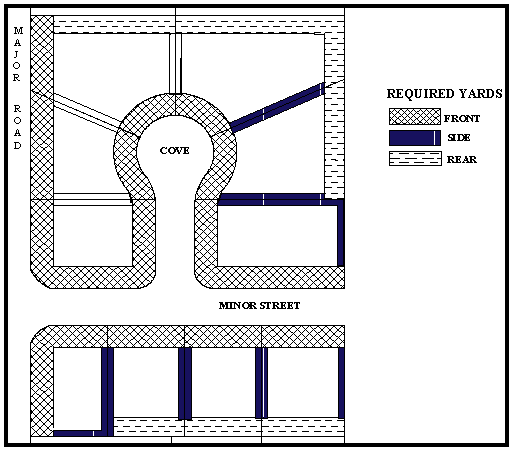 MAJOR ROAD
REQUIRED YARDS
FRONT
SIDE
REAR
COVE
MINOR STREET